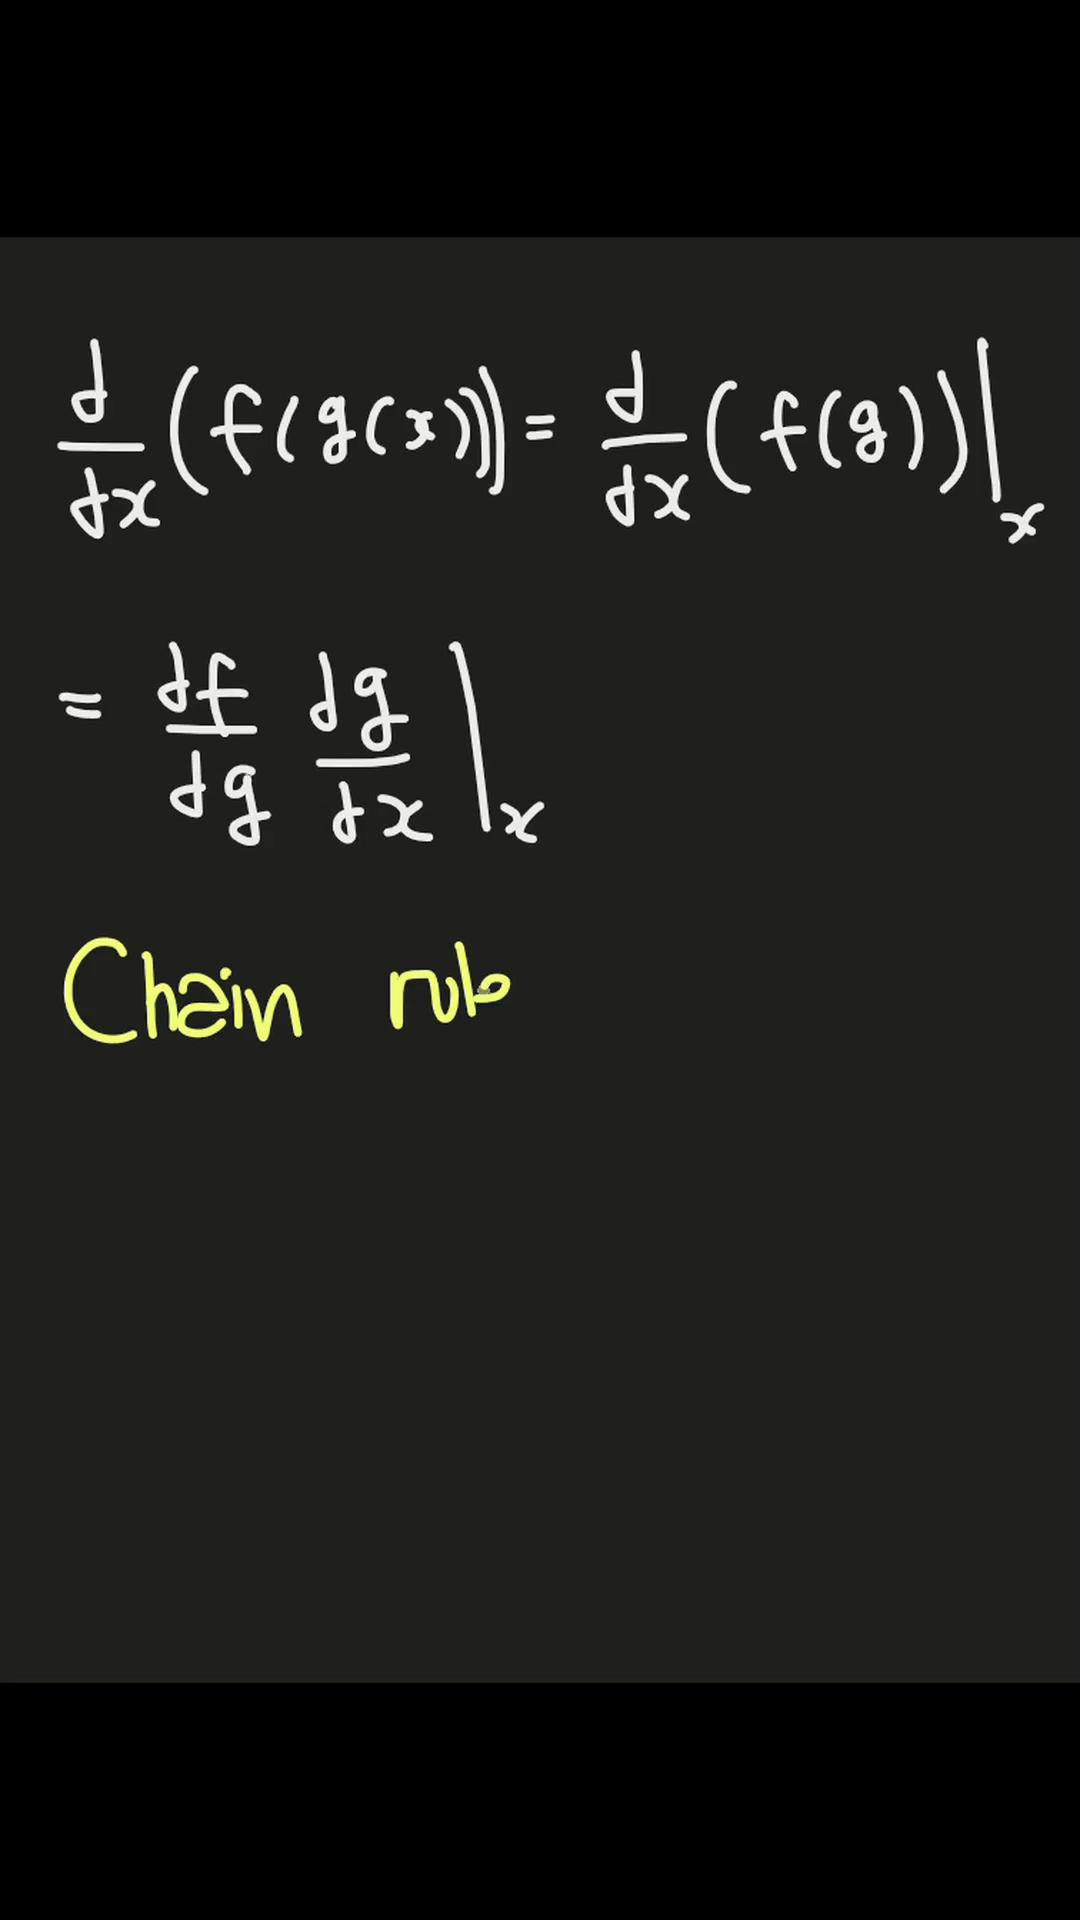 d/dx (f(g(x))) = d/dx (f(g))|x
= df/dg dg/dx |x
Chain rule